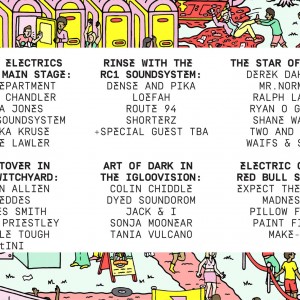 ELECTRICS
MAIN STAGE:
EPARTMENT
CHANDLER
A JONES
SOUNDSYSTEM
KA KRUSE
E LAWLER
RINSE WITH THE
RC1 SOUNDSYSTEM:
DENSE AND PIKA
LOEFAH
ROUTE 94
SHORTERZ
+SPECIAL GUEST TBA
THE STAR OF
DEREK DAH
MR.NORM
RALPH LA
RYAN O G
SHANE WA
TWO AND
WAIFS & S
TOVER IN
WITCHYARD:
N ALLIEN
EDDES
ES SMITH
PRIESTLEY
LE TOUGH
tINI
ART OF DARK IN
THE IGLOOVISION:
COLIN CHIDDLE
DYED SOUNDOROM
JACK & I
SONJA MOONEAR
TANIA VULCANO
ELECTRIC C
RED BULL S
EXPECT THE
MADNES
PILLOW F
PAINT FI
MAKE-